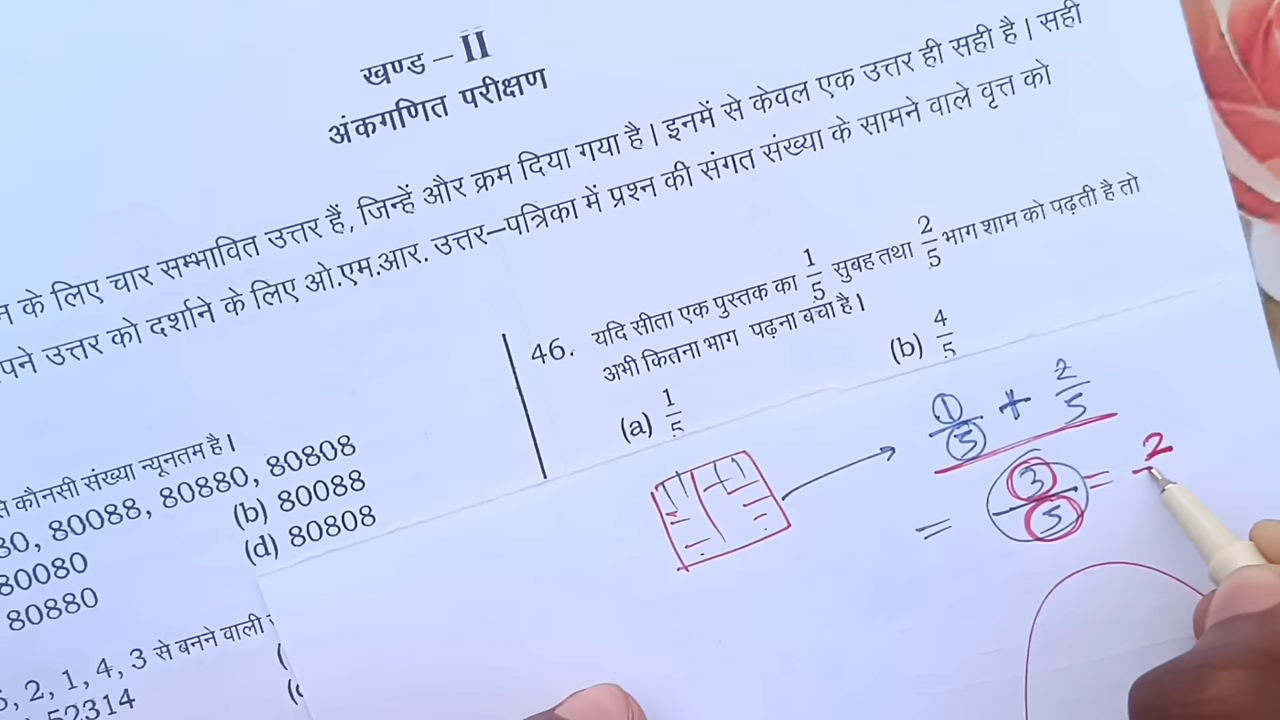 खण्ड – II
अंकगणित परीक्षण
के लिए चार सम्भावित उत्तर हैं, जिन्हें और क्रम दिया गया है। इनमें से केवल एक उत्तर ही सही है। सही
उत्तर को दर्शाने के लिए ओ.एम.आर. उत्तर–पत्रिका में प्रश्न की संगत संख्या के सामने वाले वृत्त को
कौनसी संख्या न्यूनतम है।
80088, 80880, 80808
(b) 80088
80080
(d) 80808
80880
2, 1, 4, 3 से बनने वाली
52314
46. यदि सीता एक पुस्तक का 1/5 सुबह तथा 2/5 भाग शाम को पढ़ती है तो
अभी कितना भाग पढ़ना बचा है।
(a) 1/5
(b) 4/5
1/5 + 2/5
= 3/5 = 2